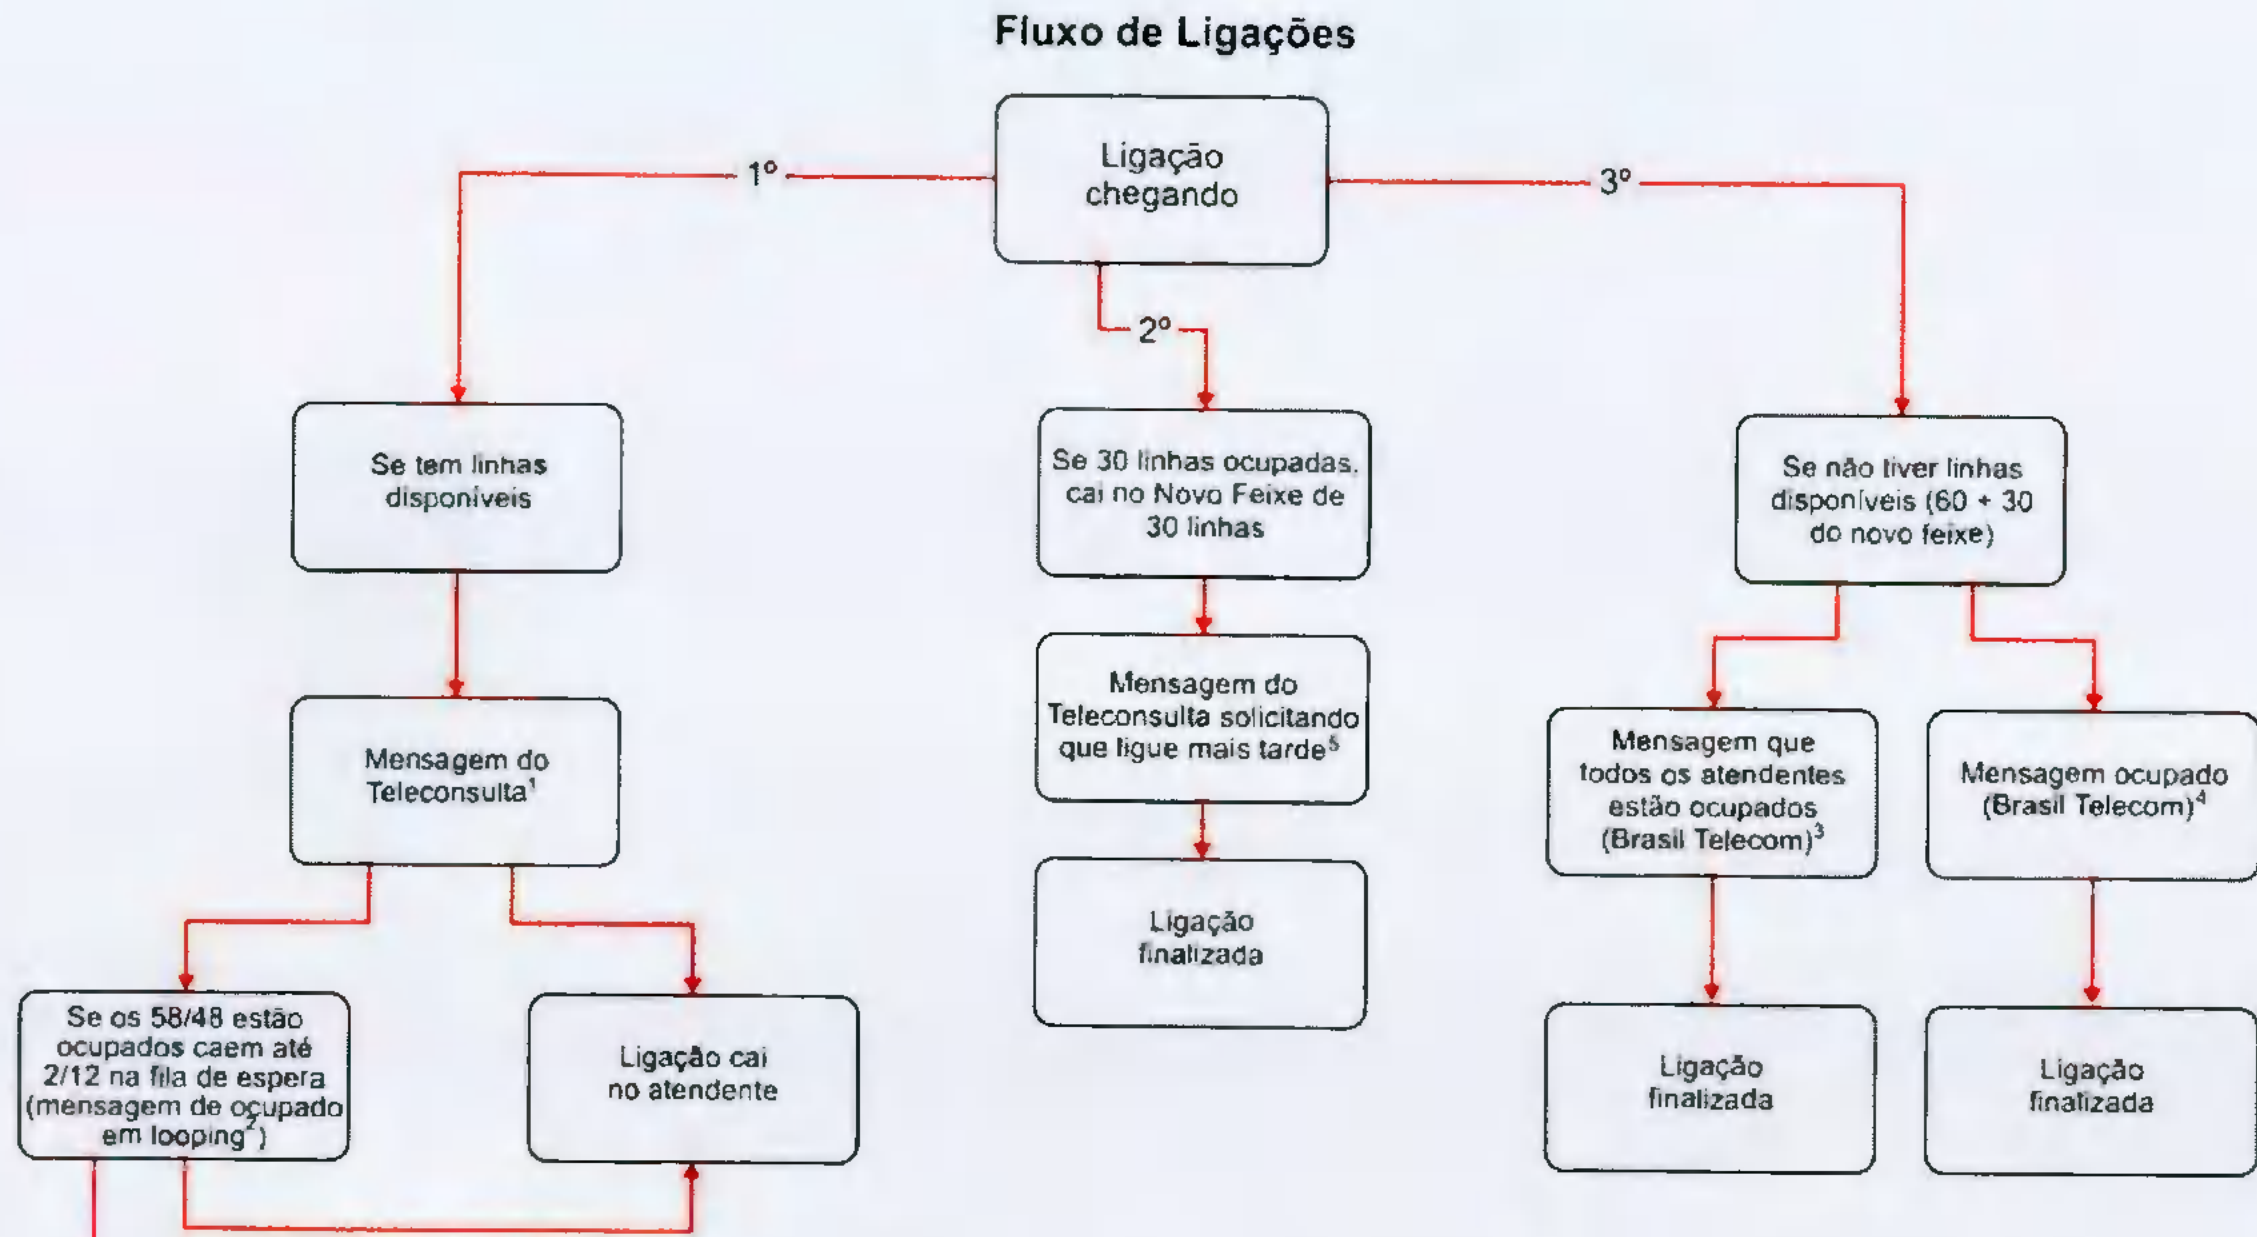 Fluxo de Ligações
Ligação
chegando
1º
2º
3º
Se tem linhas
disponíveis
Mensagem do
Teleconsulta¹
Se os 58/48 estão
ocupados caem até
2/12 na fila de espera
(mensagem de ocupado
em looping²)
Ligação cai
no atendente
Se 30 linhas ocupadas,
cai no Novo Feixe de
30 linhas
Mensagem do
Teleconsulta solicitando
que ligue mais tarde⁵
Ligação
finalizada
Se não tiver linhas
disponíveis (60 + 30
do novo feixe)
Mensagem que
todos os atendentes
estão ocupados
(Brasil Telecom)³
Ligação
finalizada
Mensagem ocupado
(Brasil Telecom)⁴
Ligação
finalizada